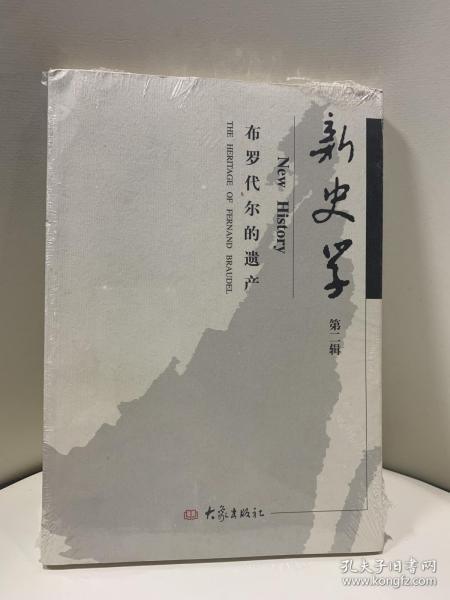 新史学
第二辑
New History
布罗代尔的遗产
THE HERITAGE OF FERNAND BRAUDEL
大象出版社
孔夫子旧书网
www.kongfz.com